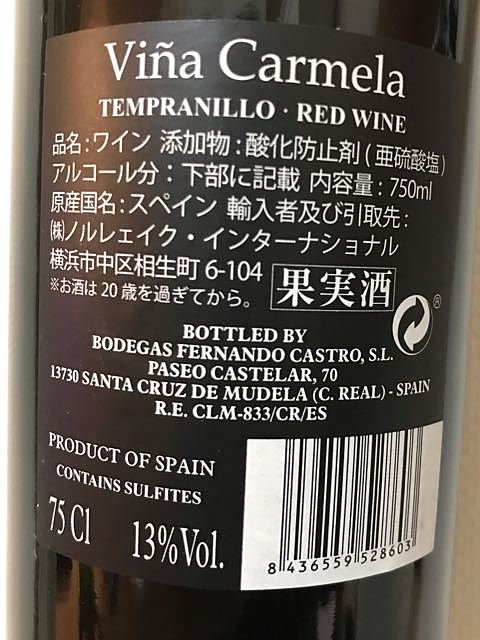 Viña Carmela
TEMPRANILLO · RED WINE
品名:ワイン 添加物:酸化防止剤(亜硫酸塩)
アルコール分:下部に記載 内容量:750ml
原産国名:スペイン 輸入者及び引取先:
㈱ノルレェイク・インターナショナル
横浜市中区相生町 6-104
※お酒は20歳を過ぎてから。
果実酒
®
BOTTLED BY
BODEGAS FERNANDO CASTRO, S.L.
PASEO CASTELAR, 70
13730 SANTA CRUZ DE MUDELA (C. REAL) - SPAIN
R.E. CLM-833/CR/ES
PRODUCT OF SPAIN
CONTAINS SULFITES
75 Cl 13%Vol.
8 436559 528603